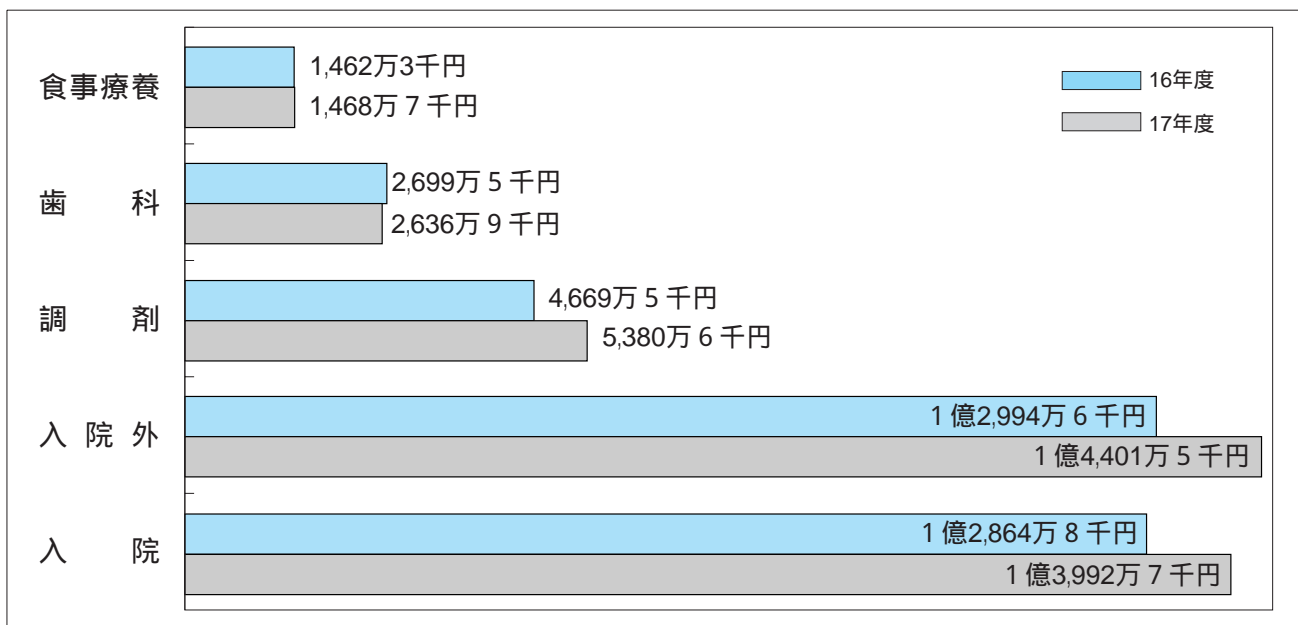 食事療養
1,462万3千円
1,468万7千円
16年度
17年度
歯科
2,699万5千円
2,636万9千円
調剤
4,669万5千円
5,380万6千円
入院外
1億2,994万6千円
1億4,401万5千円
入院
1億2,864万8千円
1億3,992万7千円